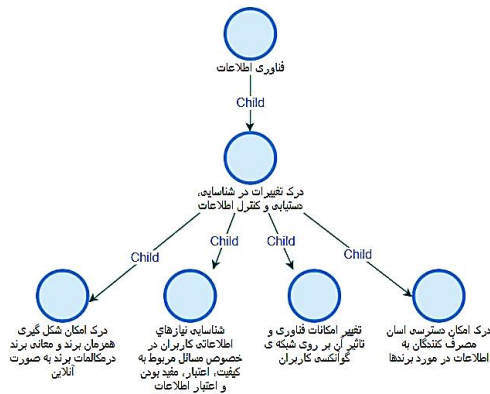 فناوری اطلاعات
Child
درک تغییرات در شناسایی،
دستیابی و کنترل اطلاعات
Child
Child
Child
Child
درک امکان دسترسی اسان
مصرف کنندگان به
اطلاعات در مورد برندها
تغییر امکانات فناوری و
تاثیر آن بر روی شبکه ی
گوانکسی کاربران
شناسایی نیازهاي
اطلاعاتی کاربران در
خصوص مسائل مربوط به
کیفیت، اعتبار، مفید بودن
و اعتبار اطلاعات
درک امکان شکل گیری
همزمان برند و معانی برند
درمکالمات برند به صورت
آنلاین